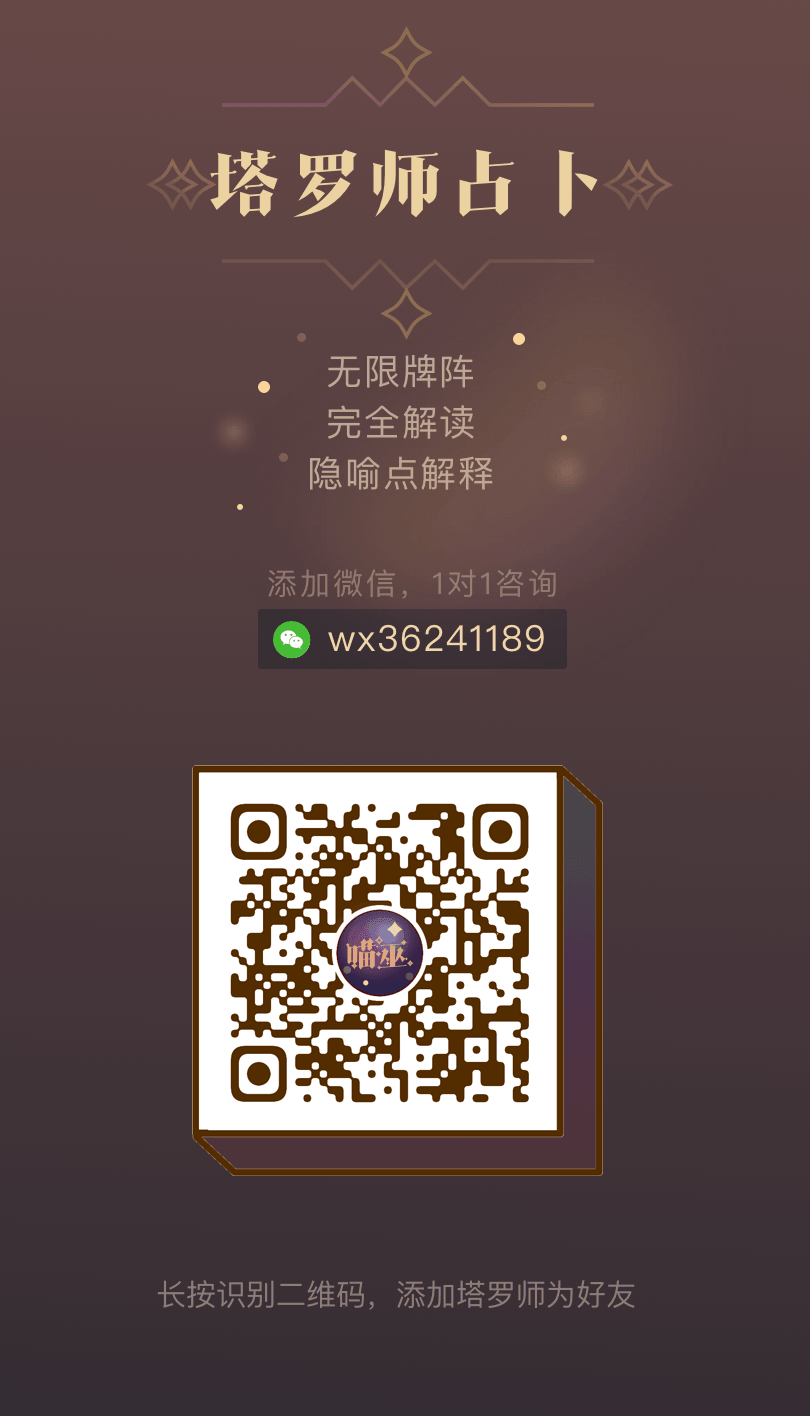 塔罗师占卜
无限牌阵
完全解读
隐喻点解释
添加微信，1对1咨询
wx36241189
喵巫
长按识别二维码，添加塔罗师为好友